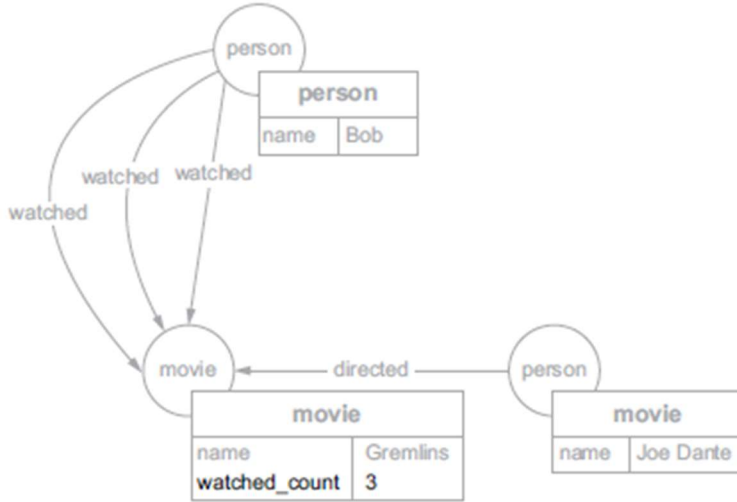 person
person
name Bob
watched
watched
watched
movie
directed
person
movie
name Gremlins
watched_count 3
movie
name Joe Dante